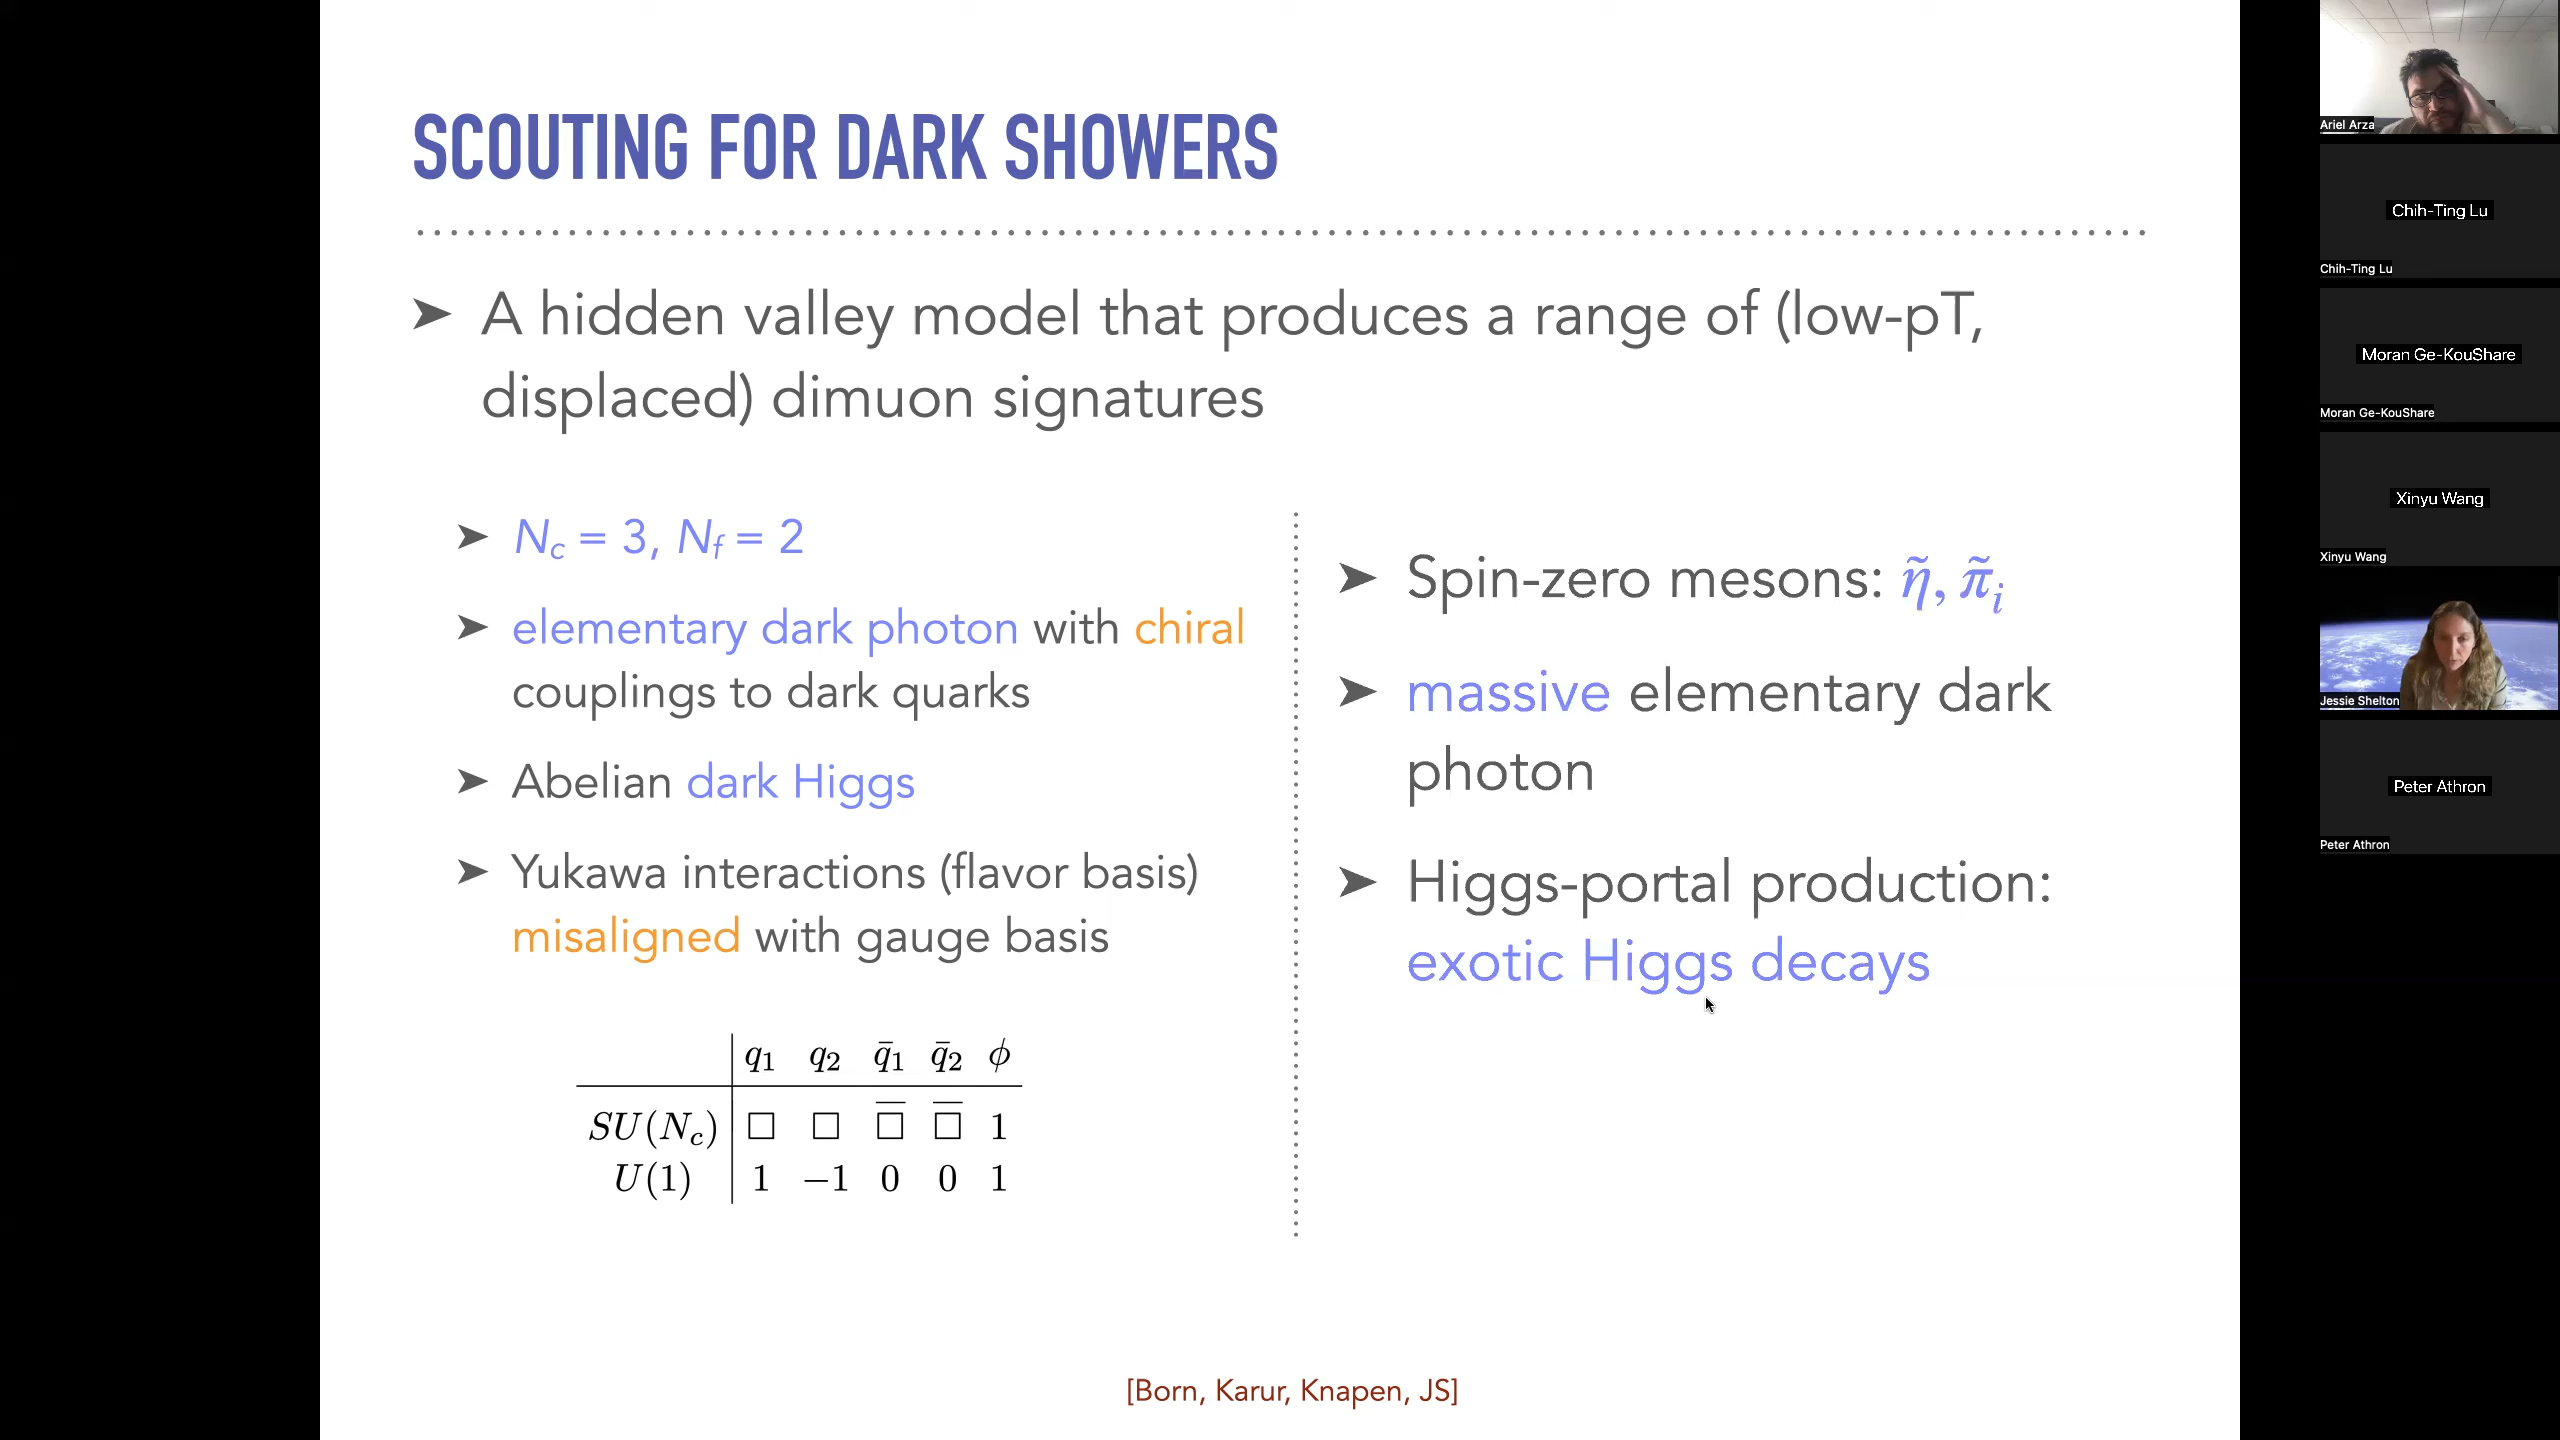 SCOUTING FOR DARK SHOWERS
➤ A hidden valley model that produces a range of (low-pT,
displaced) dimuon signatures
➤ N_c = 3, N_f = 2
➤ elementary dark photon with chiral
couplings to dark quarks
➤ Abelian dark Higgs
➤ Yukawa interactions (flavor basis)
misaligned with gauge basis
q_1 q_2 q̄_1 q̄_2 ϕ
SU(N_c) □ □ □̅ □̅ 1
U(1) 1 −1 0 0 1
➤ Spin-zero mesons: η̃, π̃_i
➤ massive elementary dark
photon
➤ Higgs-portal production:
exotic Higgs decays
[Born, Karur, Knapen, JS]
Ariel Arza
Chih-Ting Lu
Chih-Ting Lu
Moran Ge-KouShare
Moran Ge-KouShare
Xinyu Wang
Xinyu Wang
Jessie Shelton
Peter Athron
Peter Athron